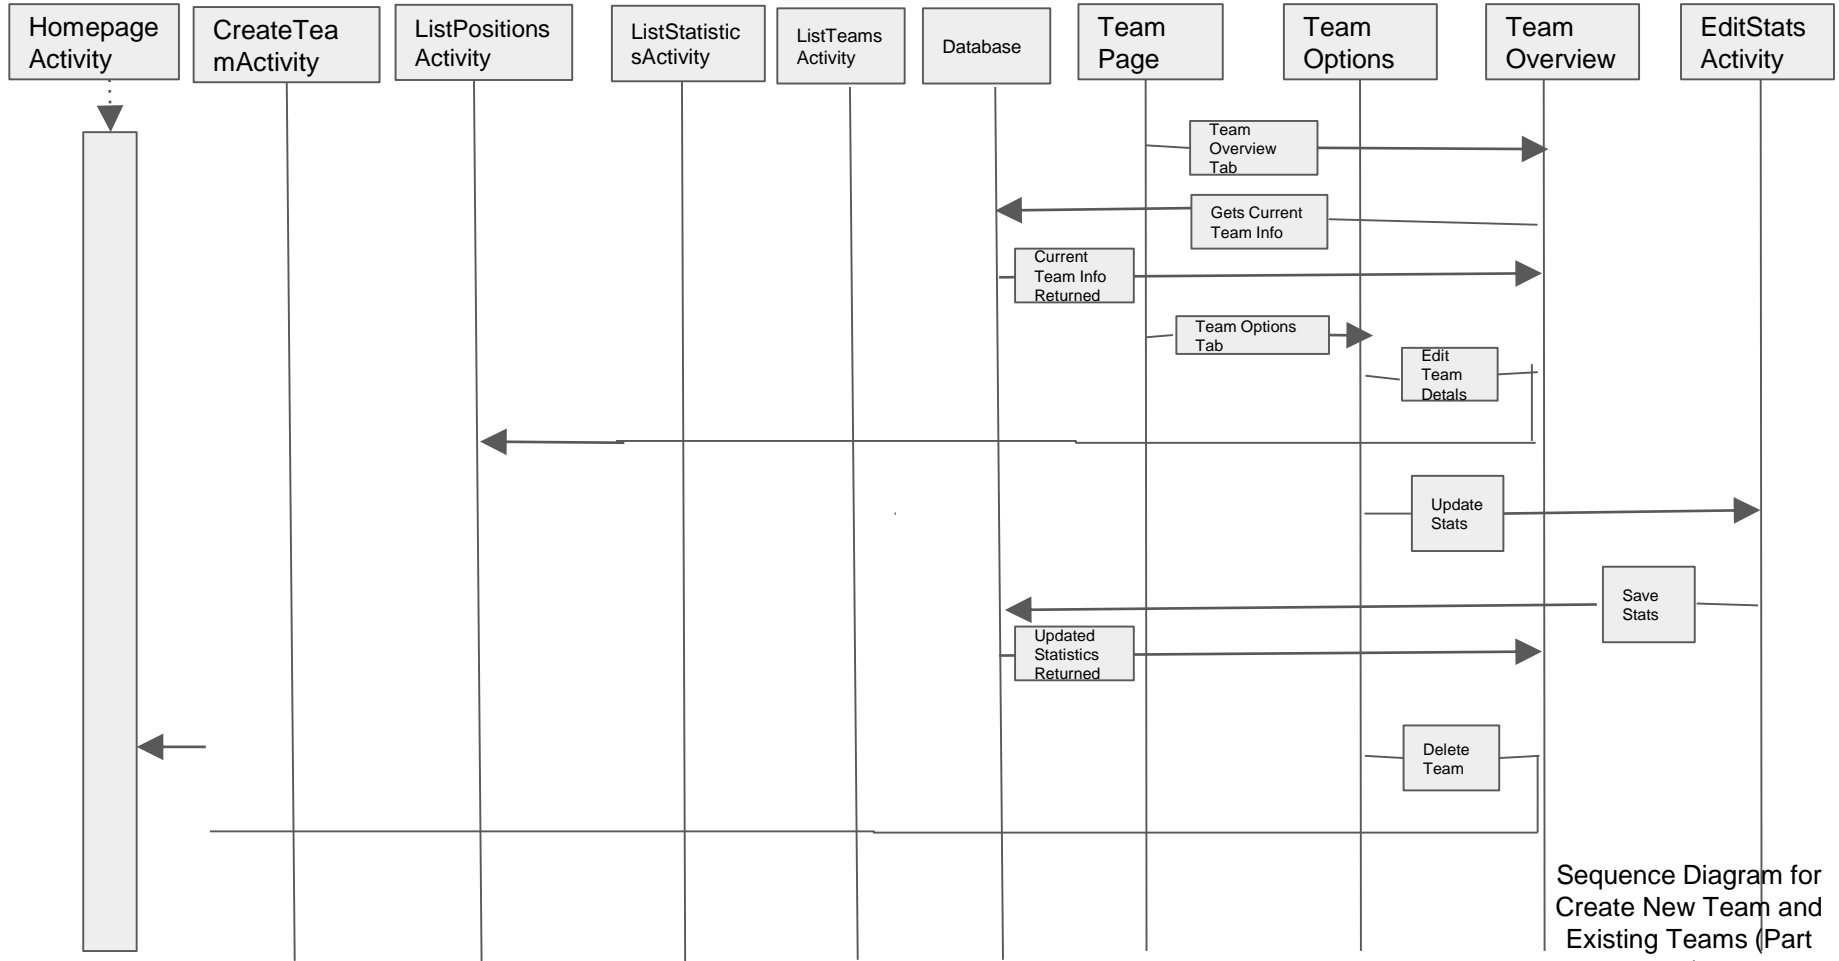 Homepage
Activity
CreateTea
mActivity
ListPositions
Activity
ListStatistic
sActivity
ListTeams
Activity
Database
Team
Page
Team
Options
Team
Overview
EditStats
Activity
Team
Overview
Tab
Gets Current
Team Info
Current
Team Info
Returned
Team Options
Tab
Edit
Team
Detals
Update
Stats
Save
Stats
Updated
Statistics
Returned
Delete
Team
Sequence Diagram for
Create New Team and
Existing Teams (Part